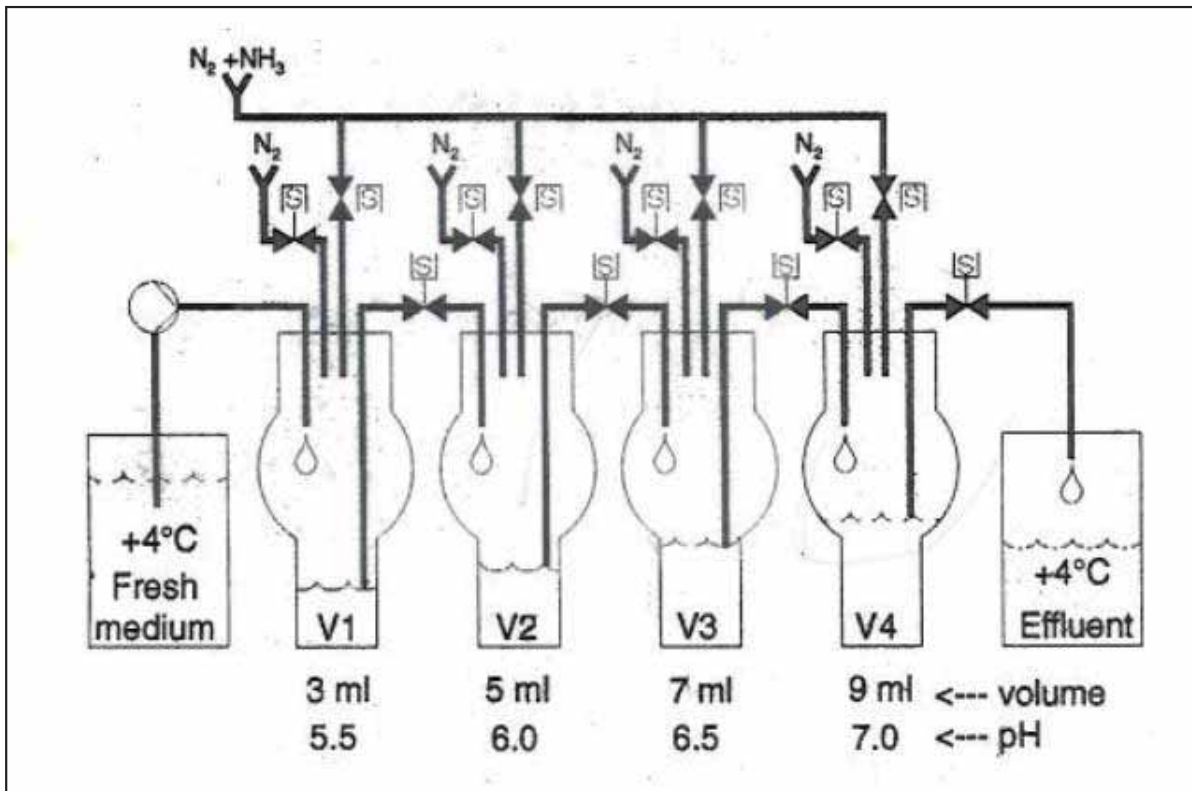 N₂ +NH₃
N₂ N₂ N₂ N₂
S S S S
S S S S
S S S S
+4°C
Fresh
medium
V1 V2 V3 V4
+4°C
Effluent
3 ml 5 ml 7 ml 9 ml <--- volume
5.5 6.0 6.5 7.0 <--- pH